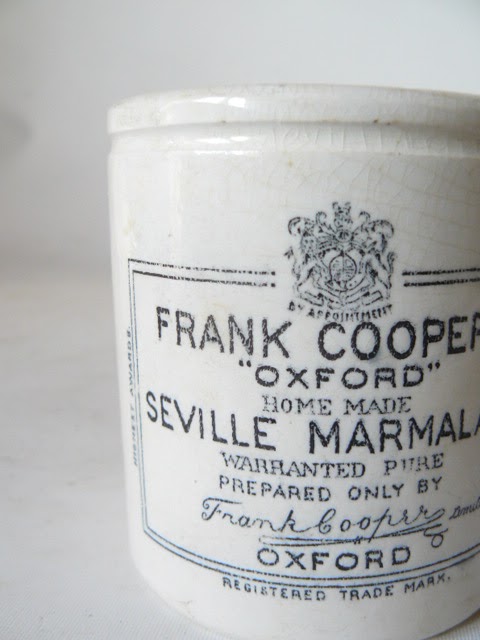 BY APPOINTMENT
FRANK COOPER
"OXFORD"
HOME MADE
SEVILLE MARMALA
WARRANTED PURE
PREPARED ONLY BY
Frank Cooper
OXFORD
REGISTERED TRADE MARK.
HIGHEST AWARDS.